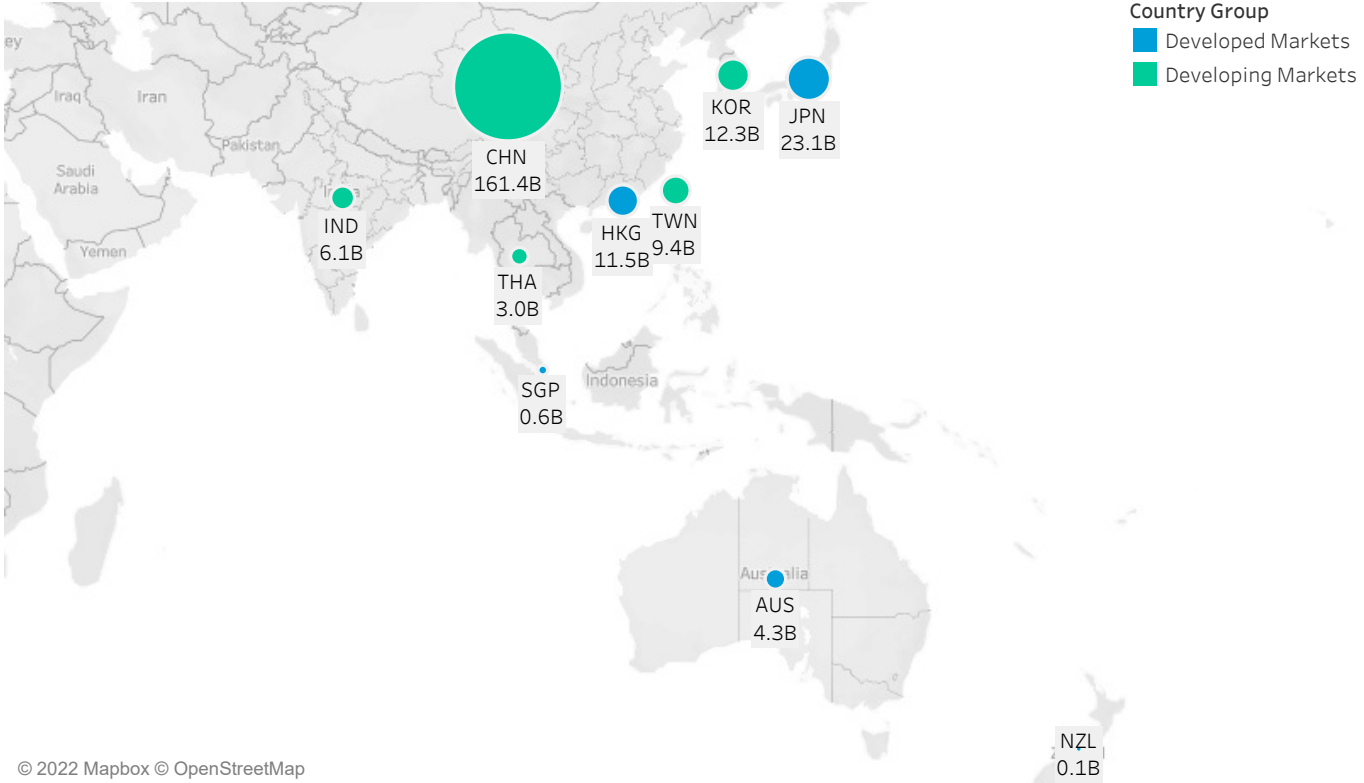 Country Group
Developed Markets
Developing Markets
ey
Iraq
Iran
Pakistan
Saudi
Arabia
Yemen
CHN
161.4B
KOR
12.3B
JPN
23.1B
IND
6.1B
HKG
11.5B
TWN
9.4B
THA
3.0B
SGP
0.6B
Indonesia
AUS
4.3B
NZL
0.1B
© 2022 Mapbox © OpenStreetMap